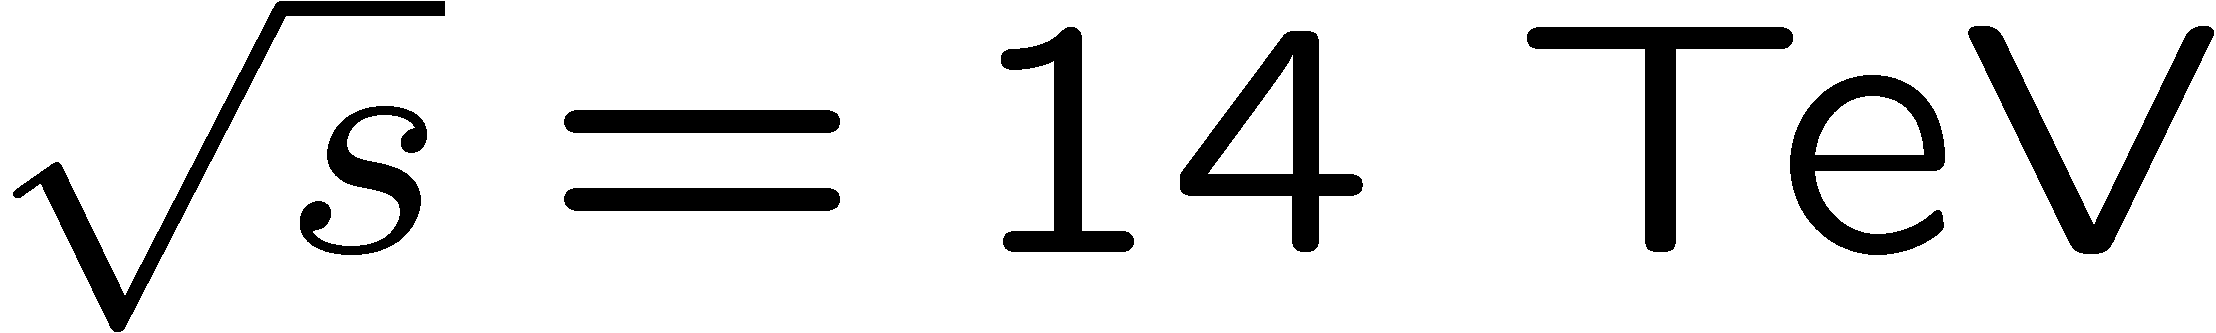 √s = 14 TeV